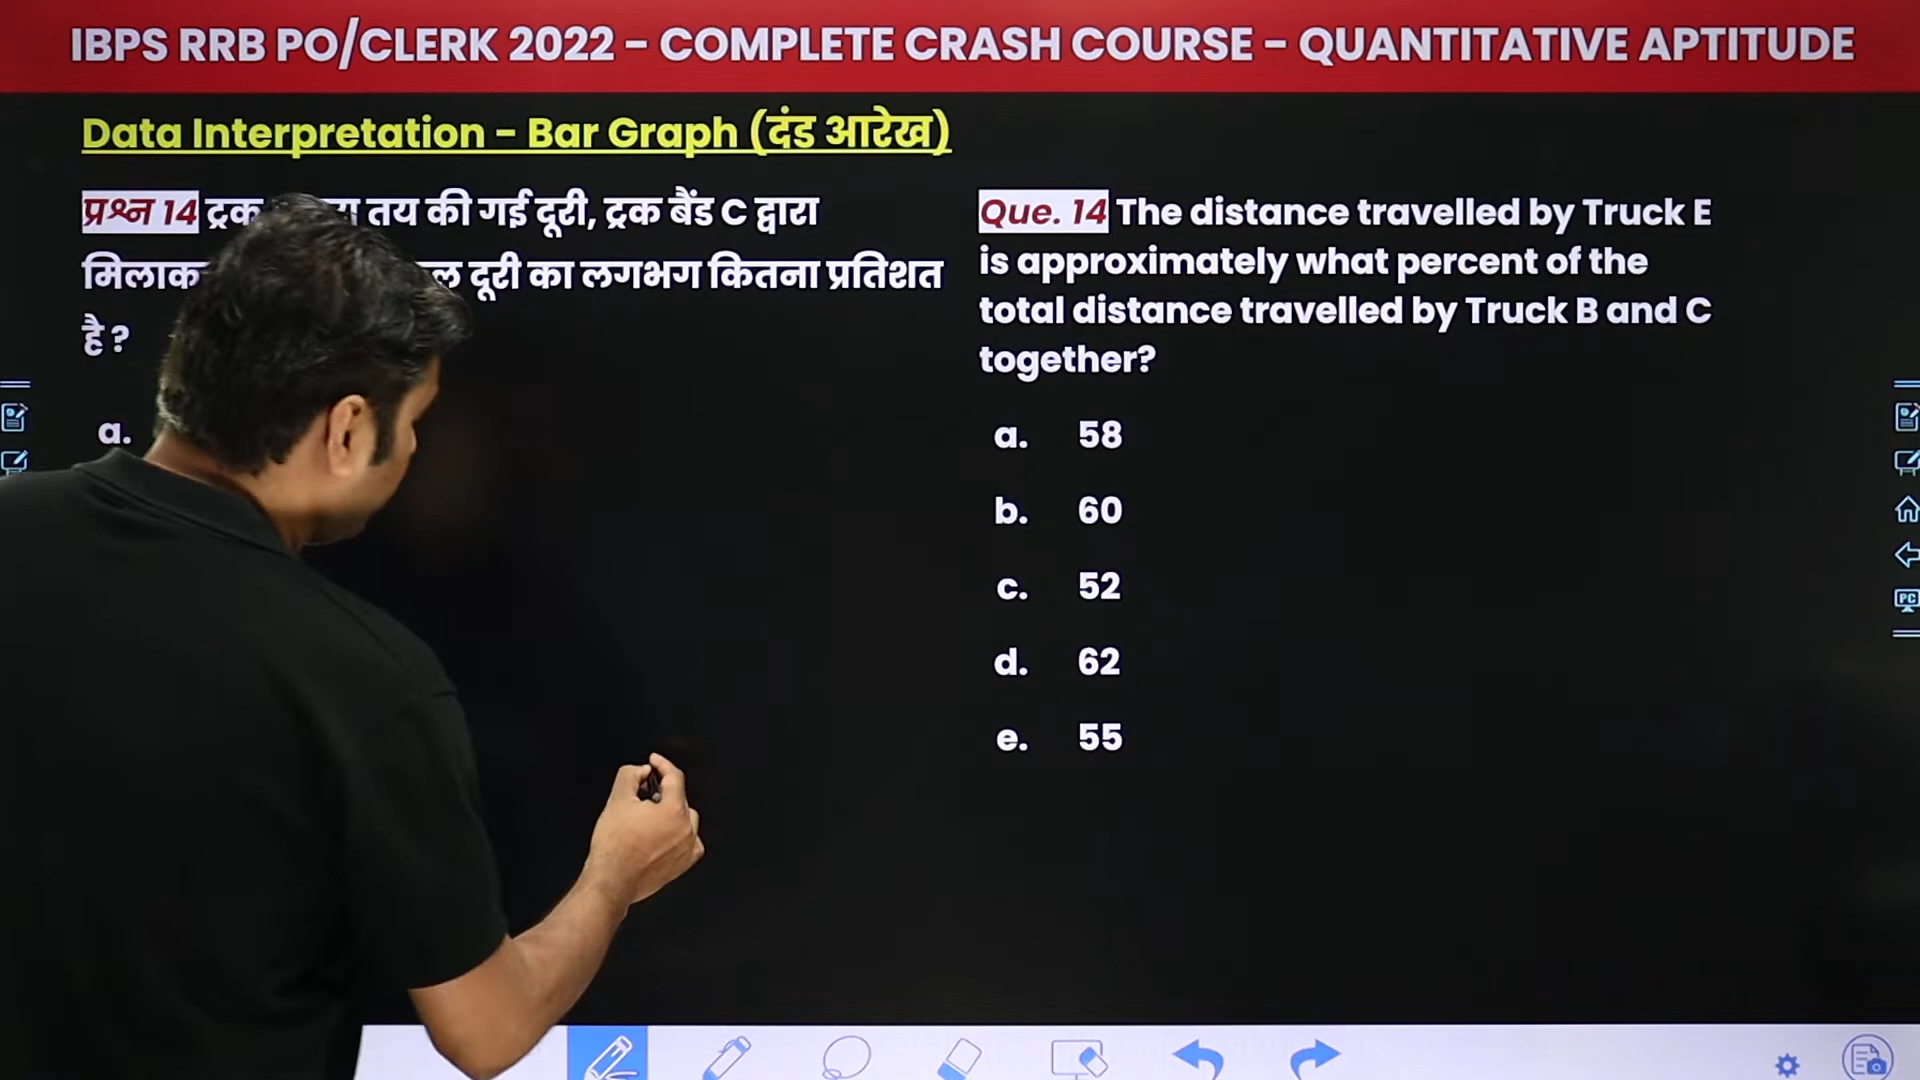 IBPS RRB PO/CLERK 2022 - COMPLETE CRASH COURSE - QUANTITATIVE APTITUDE
Data Interpretation - Bar Graph (दंड आरेख)
प्रश्न 14 ट्रक तय की गई दूरी, ट्रक बैंड C द्वारा
दूरी का लगभग कितना प्रतिशत
है ?
a.
Que. 14 The distance travelled by Truck E
is approximately what percent of the
total distance travelled by Truck B and C
together?
a. 58
b. 60
c. 52
d. 62
e. 55
PC